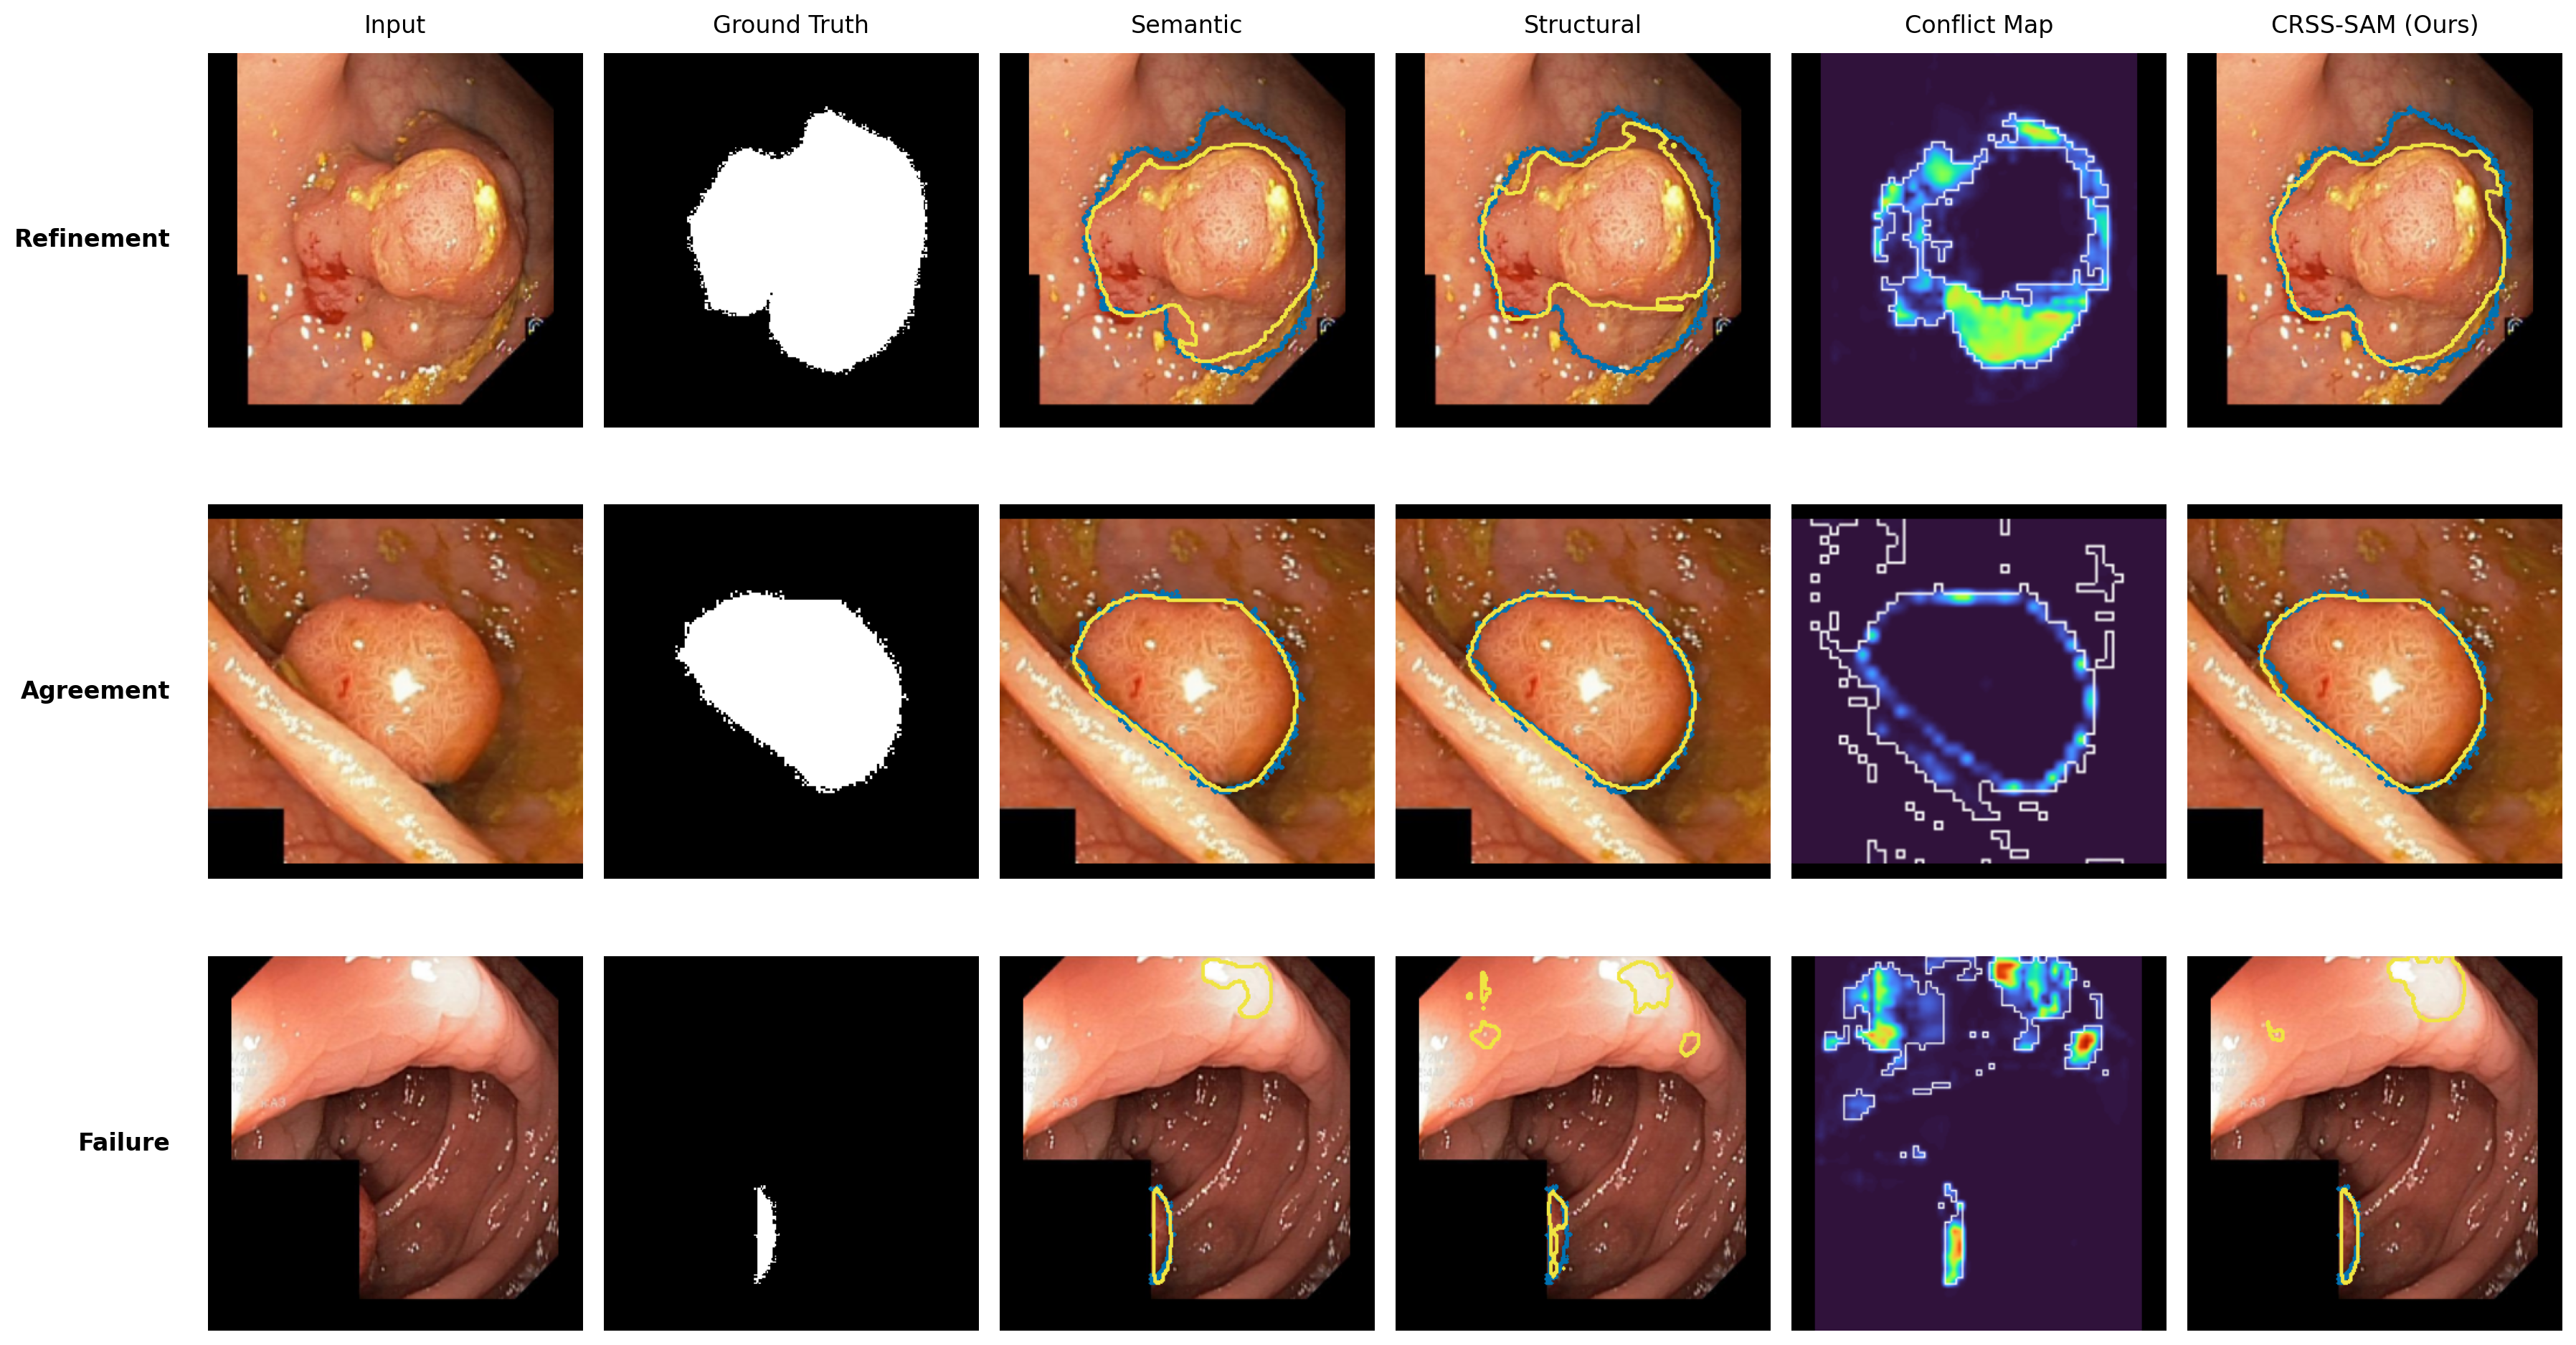 Input
Ground Truth
Semantic
Structural
Conflict Map
CRSS-SAM (Ours)
Refinement
Agreement
Failure